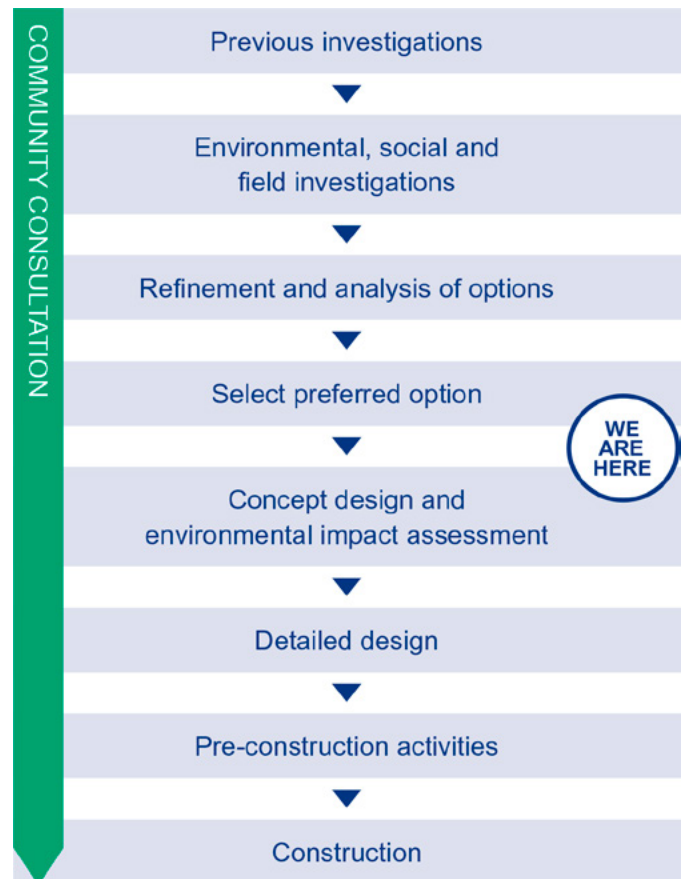 COMMUNITY CONSULTATION
Previous investigations
Environmental, social and
field investigations
Refinement and analysis of options
Select preferred option
WE
ARE
HERE
Concept design and
environmental impact assessment
Detailed design
Pre-construction activities
Construction